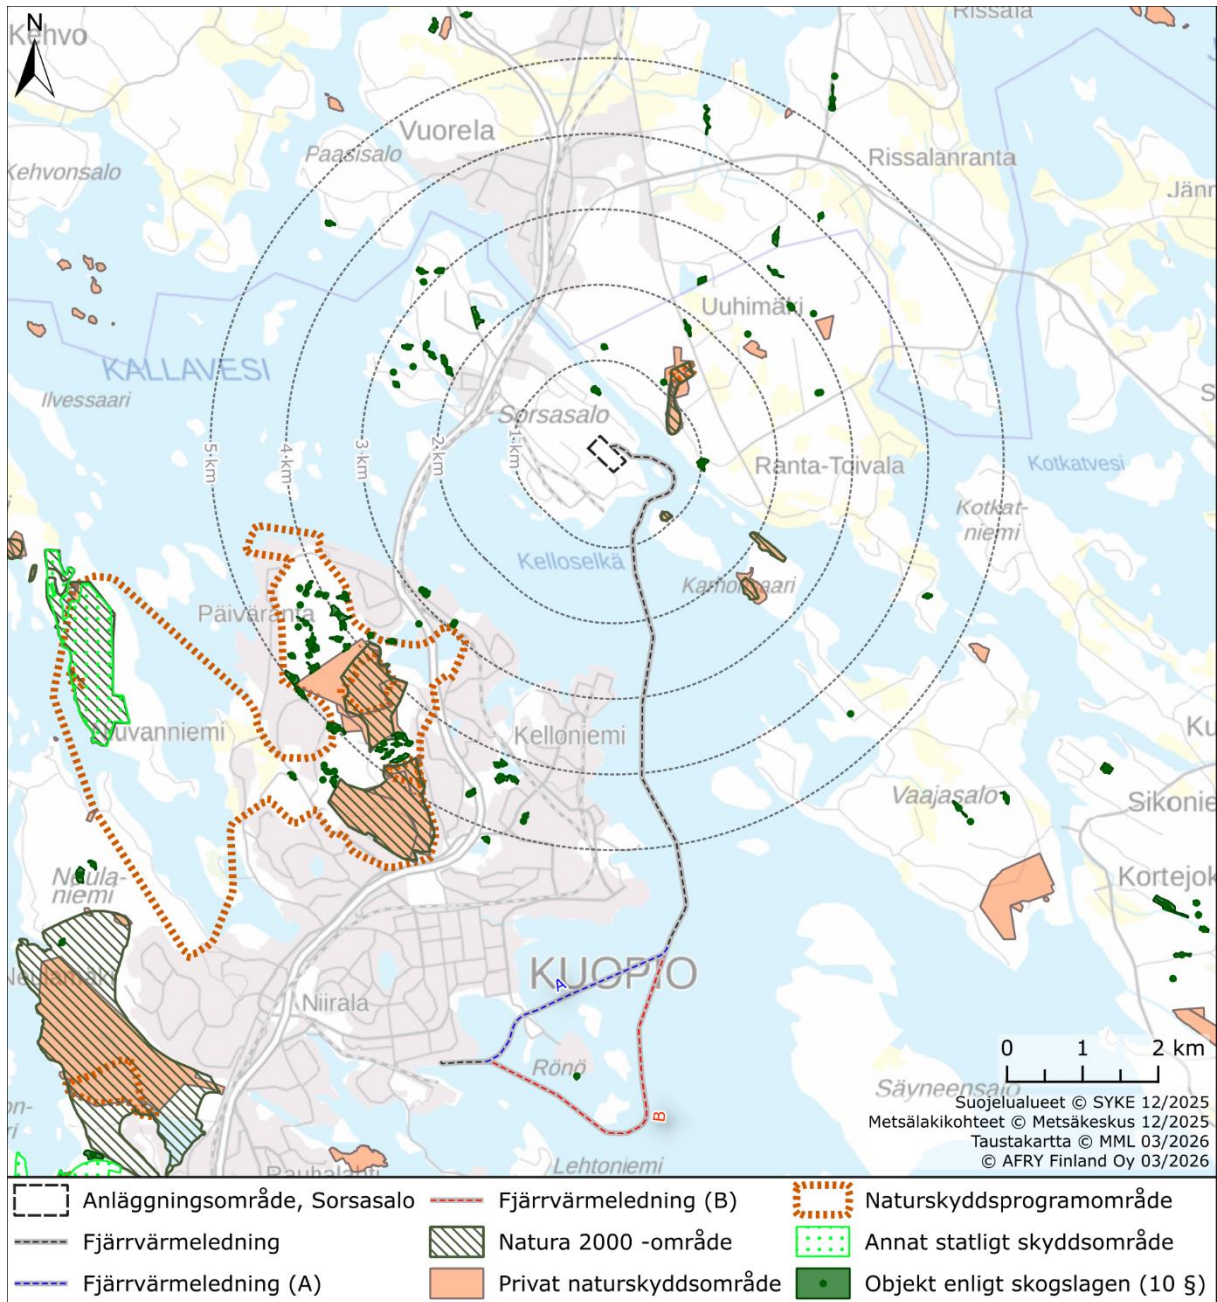 N
Kehvo
Rissala
Vuorela
Paasisalo
Kehvonsalo
Rissalanranta
Jänn
Uuhimäki
KALLAVESI
Ilvessaari
Sorsasalo
5 km
4 km
3 km
2 km
1 km
Ranta-Toivala
Kotkatvesi
Kotkat-
niemi
Kelloselkä
Päiväranta
Kelloniemi
Vaajasalo
Ku
Sikonie
Neula-
niemi
Kortejok
KUOPIO
A
Niirala
Rönö
B
0 1 2 km
Säyneensalo
Lehtoniemi
Suojelualueet © SYKE 12/2025
Metsälakikohteet © Metsäkeskus 12/2025
Taustakartta © MML 03/2026
© AFRY Finland Oy 03/2026
Anläggningsområde, Sorsasalo
Fjärrvärmeledning (B)
Naturskyddsprogramområde
Fjärrvärmeledning
Natura 2000 -område
Annat statligt skyddsområde
Fjärrvärmeledning (A)
Privat naturskyddsområde
Objekt enligt skogslagen (10 §)